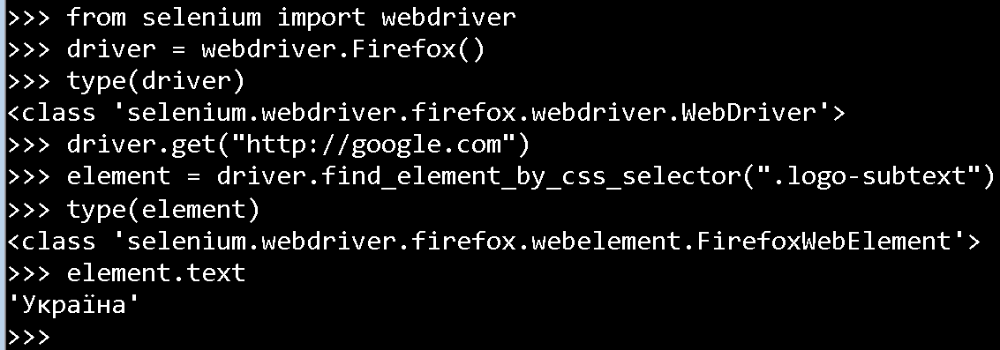 >>> from selenium import webdriver
>>> driver = webdriver.Firefox()
>>> type(driver)
<class 'selenium.webdriver.firefox.webdriver.WebDriver'>
>>> driver.get("http://google.com")
>>> element = driver.find_element_by_css_selector(".logo-subtext")
>>> type(element)
<class 'selenium.webdriver.firefox.webelement.FirefoxWebElement'>
>>> element.text
'Україна'
>>>